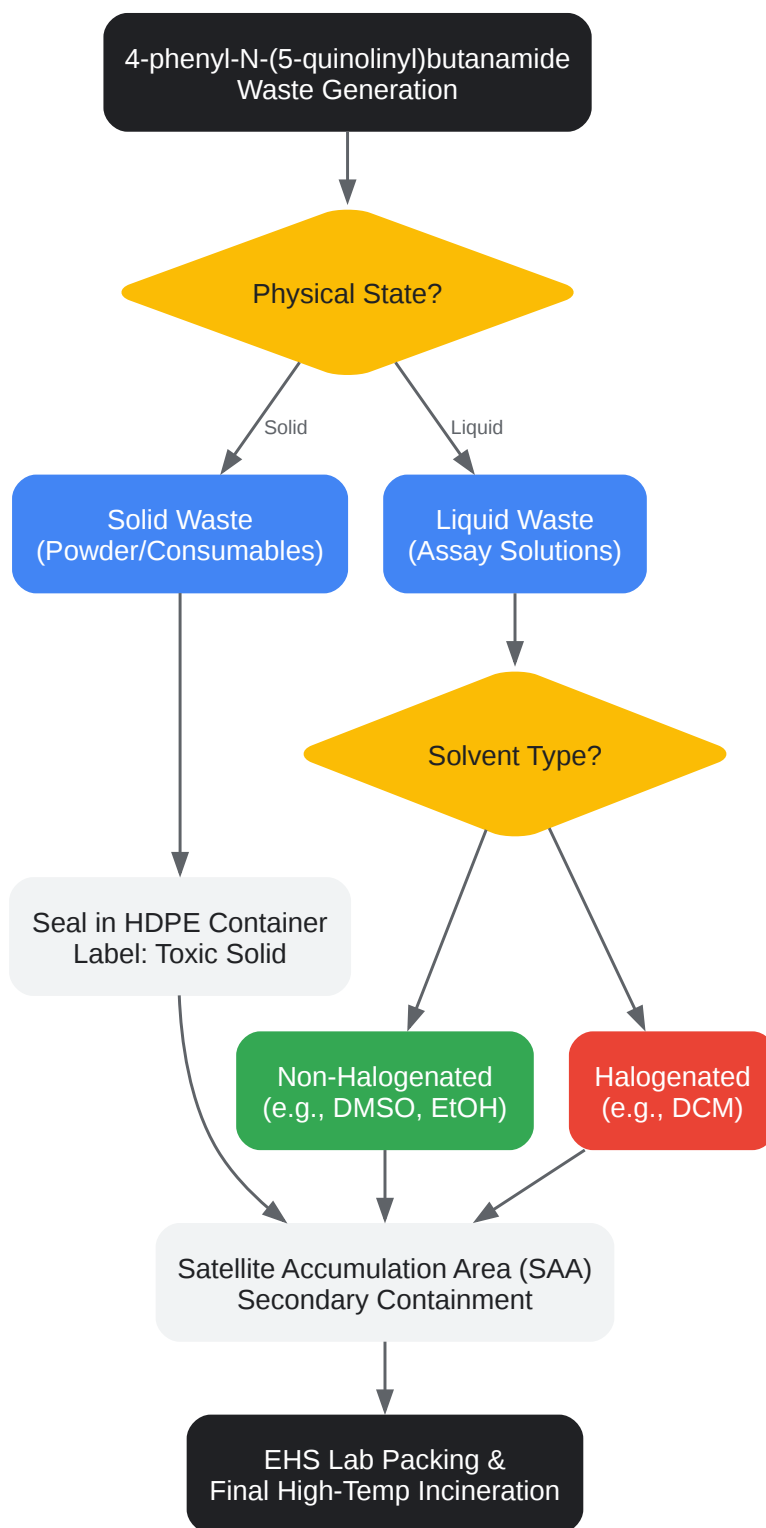 4-phenyl-N-(5-quinolinyl)butanamide
Waste Generation
Physical State?
Solid
Liquid
Solid Waste
(Powder/Consumables)
Liquid Waste
(Assay Solutions)
Solvent Type?
Seal in HDPE Container
Label: Toxic Solid
Non-Halogenated
(e.g., DMSO, EtOH)
Halogenated
(e.g., DCM)
Satellite Accumulation Area (SAA)
Secondary Containment
EHS Lab Packing &
Final High-Temp Incineration